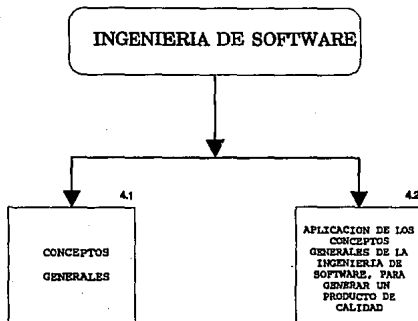 INGENIERIA DE SOFTWARE
4.1
CONCEPTOS
GENERALES
4.2
APLICACION DE LOS
CONCEPTOS
GENERALES DE LA
INGENIERIA DE
SOFTWARE, PARA
GENERAR UN
PRODUCTO DE
CALIDAD